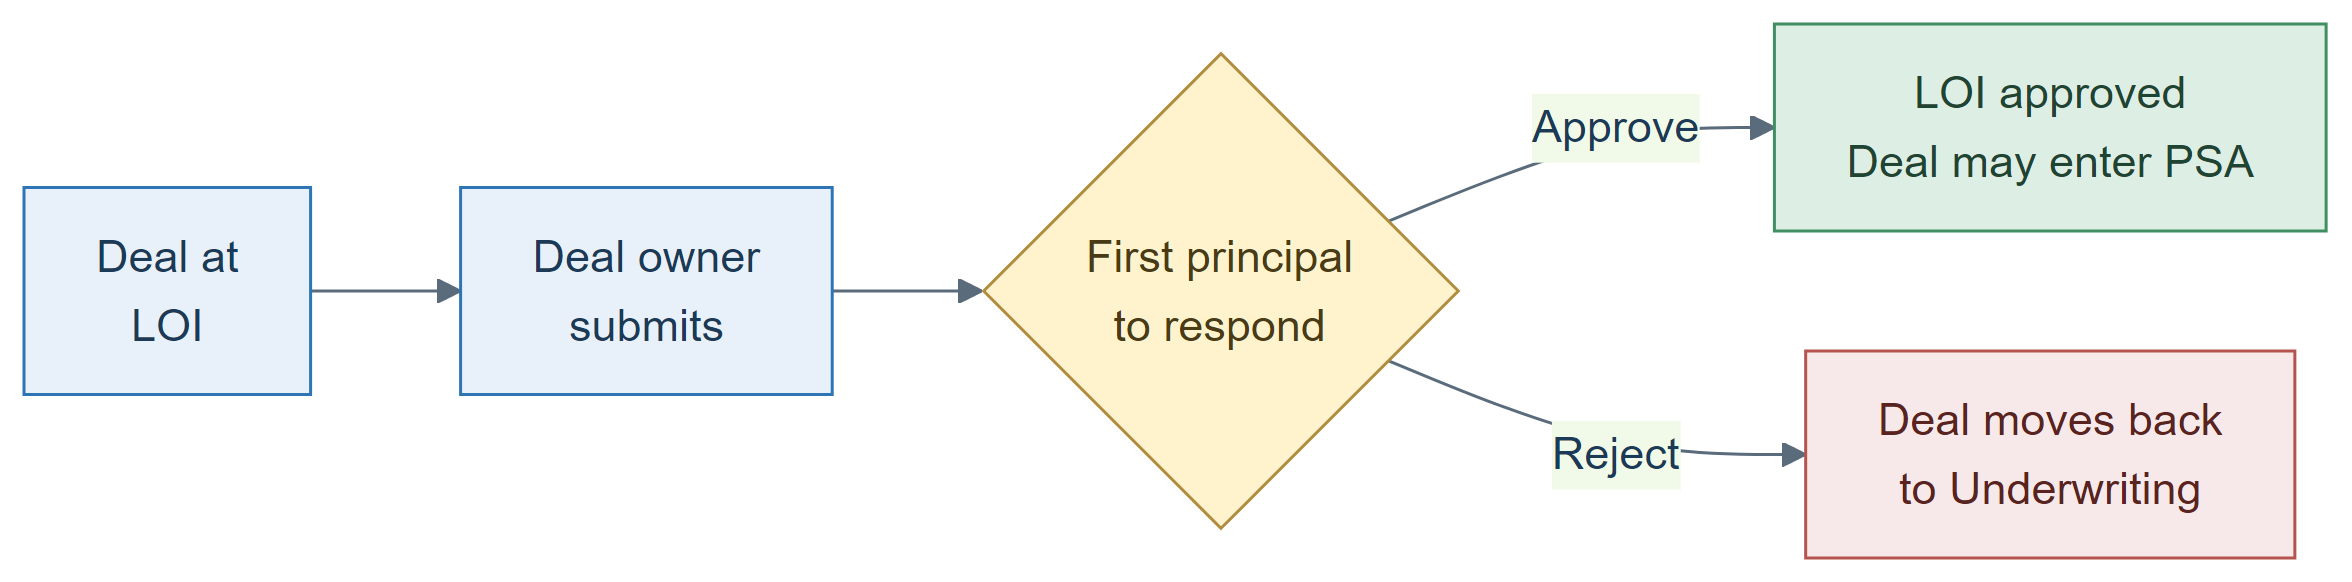 Deal at
LOI
Deal owner
submits
First principal
to respond
Approve
LOI approved
Deal may enter PSA
Reject
Deal moves back
to Underwriting